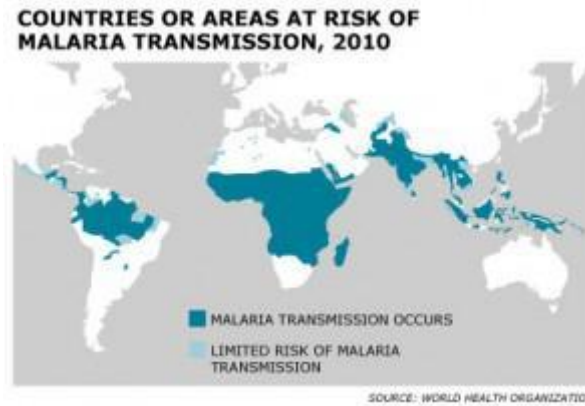 COUNTRIES OR AREAS AT RISK OF
MALARIA TRANSMISSION, 2010
MALARIA TRANSMISSION OCCURS
LIMITED RISK OF MALARIA
TRANSMISSION
SOURCE: WORLD HEALTH ORGANIZATIO